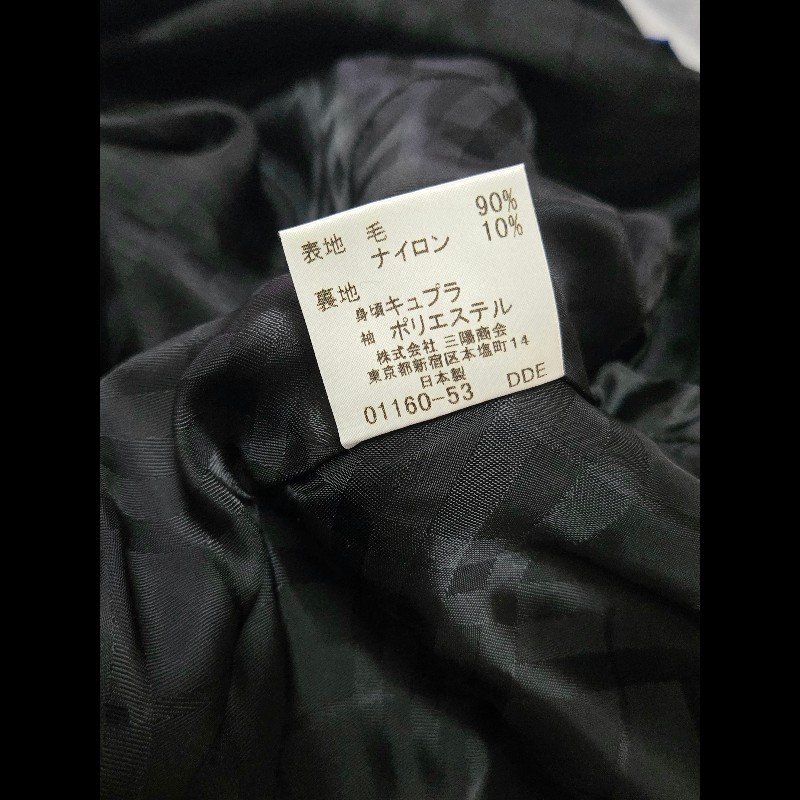 表地 毛 90%
ナイロン 10%
裏地
身頃 キュプラ
袖 ポリエステル
株式会社 三陽商会
東京都新宿区本塩町14
日本製
01160-53 DDE